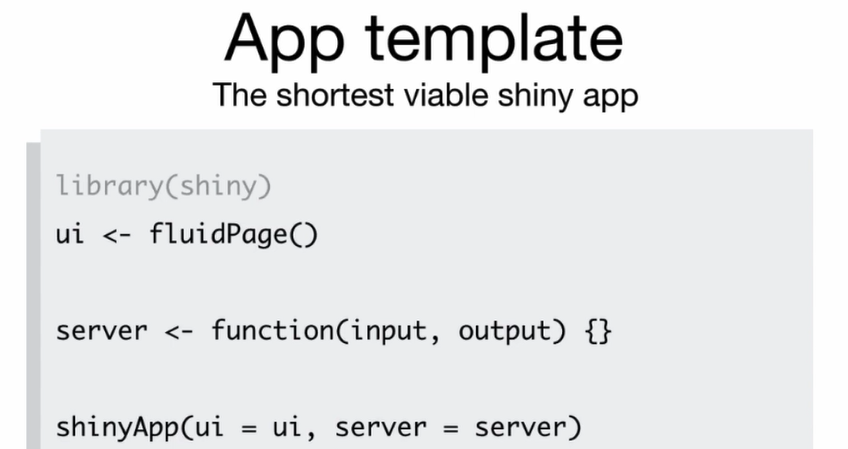 App template
The shortest viable shiny app
library(shiny)
ui <- fluidPage()
server <- function(input, output) {}
shinyApp(ui = ui, server = server)